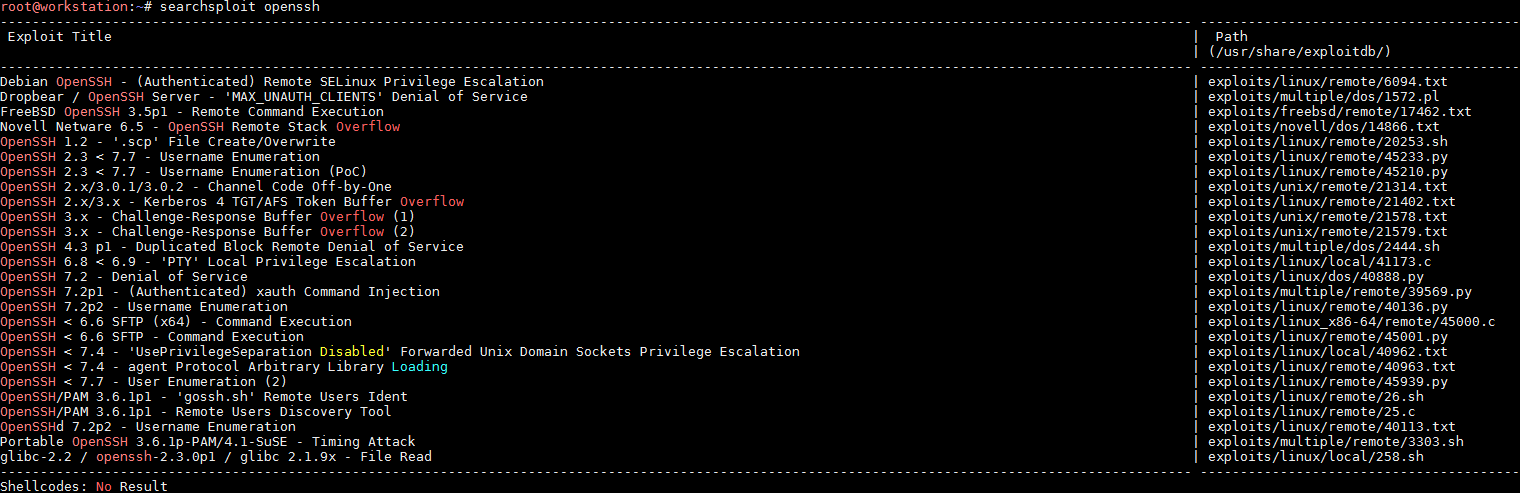 root@workstation:~# searchsploit openssh
---------------------------------------------------------------------------------------------------------------------------------------------------- ----------------------------------------
 Exploit Title | Path
 | (/usr/share/exploitdb/)
---------------------------------------------------------------------------------------------------------------------------------------------------- ----------------------------------------
Debian OpenSSH - (Authenticated) Remote SELinux Privilege Escalation | exploits/linux/remote/6094.txt
Dropbear / OpenSSH Server - 'MAX_UNAUTH_CLIENTS' Denial of Service | exploits/multiple/dos/1572.pl
FreeBSD OpenSSH 3.5p1 - Remote Command Execution | exploits/freebsd/remote/17462.txt
Novell Netware 6.5 - OpenSSH Remote Stack Overflow | exploits/novell/dos/14866.txt
OpenSSH 1.2 - '.scp' File Create/Overwrite | exploits/linux/remote/20253.sh
OpenSSH 2.3 < 7.7 - Username Enumeration | exploits/linux/remote/45233.py
OpenSSH 2.3 < 7.7 - Username Enumeration (PoC) | exploits/linux/remote/45210.py
OpenSSH 2.x/3.0.1/3.0.2 - Channel Code Off-by-One | exploits/unix/remote/21314.txt
OpenSSH 2.x/3.x - Kerberos 4 TGT/AFS Token Buffer Overflow | exploits/linux/remote/21402.txt
OpenSSH 3.x - Challenge-Response Buffer Overflow (1) | exploits/unix/remote/21578.txt
OpenSSH 3.x - Challenge-Response Buffer Overflow (2) | exploits/unix/remote/21579.txt
OpenSSH 4.3 p1 - Duplicated Block Remote Denial of Service | exploits/multiple/dos/2444.sh
OpenSSH 6.8 < 6.9 - 'PTY' Local Privilege Escalation | exploits/linux/local/41173.c
OpenSSH 7.2 - Denial of Service | exploits/linux/dos/40888.py
OpenSSH 7.2p1 - (Authenticated) xauth Command Injection | exploits/multiple/remote/39569.py
OpenSSH 7.2p2 - Username Enumeration | exploits/linux/remote/40136.py
OpenSSH < 6.6 SFTP (x64) - Command Execution | exploits/linux_x86-64/remote/45000.c
OpenSSH < 6.6 SFTP - Command Execution | exploits/linux/remote/45001.py
OpenSSH < 7.4 - 'UsePrivilegeSeparation Disabled' Forwarded Unix Domain Sockets Privilege Escalation | exploits/linux/local/40962.txt
OpenSSH < 7.4 - agent Protocol Arbitrary Library Loading | exploits/linux/remote/40963.txt
OpenSSH < 7.7 - User Enumeration (2) | exploits/linux/remote/45939.py
OpenSSH/PAM 3.6.1p1 - 'gossh.sh' Remote Users Ident | exploits/linux/remote/26.sh
OpenSSH/PAM 3.6.1p1 - Remote Users Discovery Tool | exploits/linux/remote/25.c
OpenSSHd 7.2p2 - Username Enumeration | exploits/linux/remote/40113.txt
Portable OpenSSH 3.6.1p-PAM/4.1-SuSE - Timing Attack | exploits/multiple/remote/3303.sh
glibc-2.2 / openssh-2.3.0p1 / glibc 2.1.9x - File Read | exploits/linux/local/258.sh
---------------------------------------------------------------------------------------------------------------------------------------------------- ----------------------------------------
Shellcodes: No Result